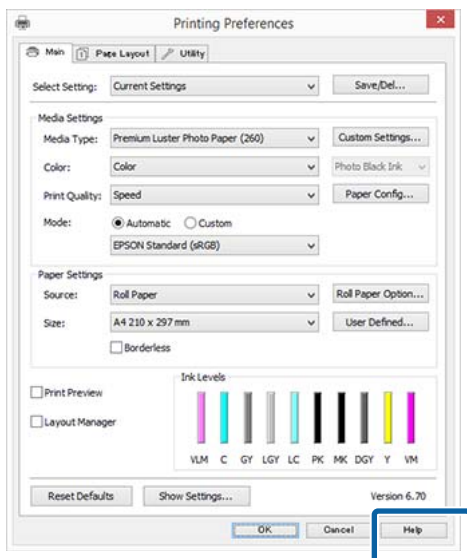 Printing Preferences
Main Page Layout Utility
Select Setting: Current Settings Save/Del...
Media Settings
Media Type: Premium Luster Photo Paper (260) Custom Settings...
Color: Color Photo Black Ink
Print Quality: Speed Paper Config...
Mode: Automatic Custom
EPSON Standard (sRGB)
Paper Settings
Source: Roll Paper Roll Paper Option...
Size: A4 210 x 297 mm User Defined...
Borderless
Ink Levels
Print Preview
Layout Manager
VLM C GY LGY LC PK MK DGY Y VM
Reset Defaults Show Settings... Version 6.70
OK Cancel Help